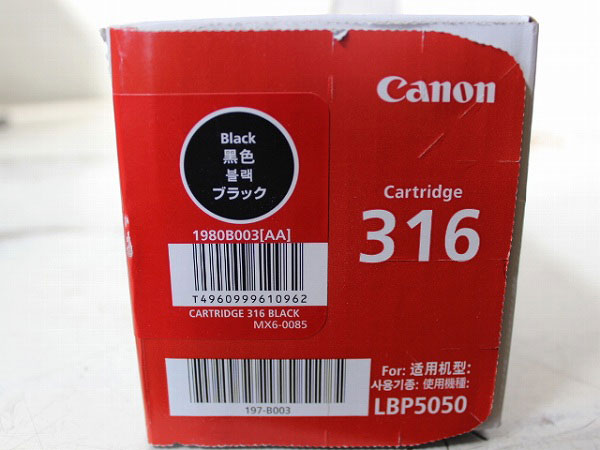 Canon
Black
黑色
블랙
ブラック
Cartridge
316
1980B003[AA]
T4960999610962
CARTRIDGE 316 BLACK
MX6-0085
197-B003
For: 适用机型:
사용기종: 使用機種:
LBP5050